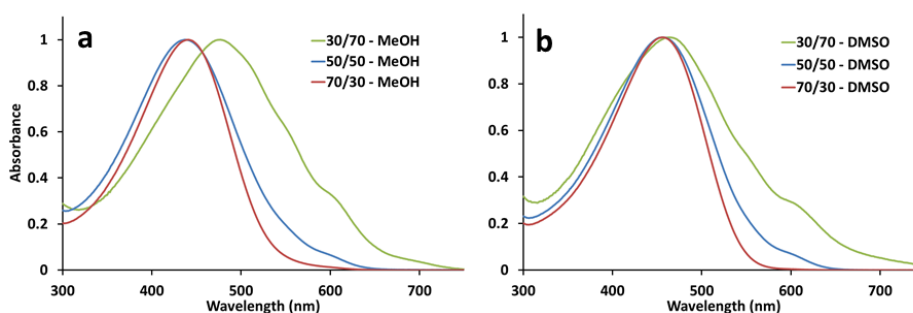 a
30/70 - MeOH
50/50 - MeOH
70/30 - MeOH
Absorbance
1
0.8
0.6
0.4
0.2
0
300 400 500 600 700
Wavelength (nm)
b
30/70 - DMSO
50/50 - DMSO
70/30 - DMSO
1
0.8
0.6
0.4
0.2
0
300 400 500 600 700
Wavelength (nm)